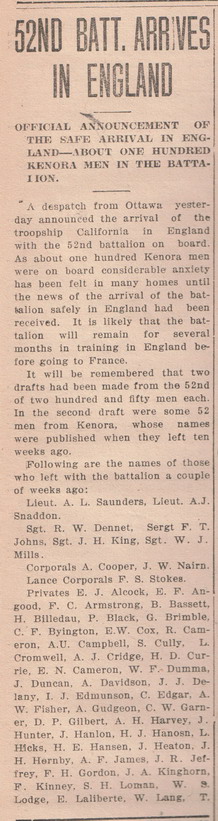 52ND BATT. ARRIVES
IN ENGLAND
OFFICIAL ANNOUNCEMENT OF
THE SAFE ARRIVAL IN ENG-
LAND—ABOUT ONE HUNDRED
KENORA MEN IN THE BATTA-
LION.
A despatch from Ottawa yester-
day announced the arrival of the
troopship California in England
with the 52nd battalion on board.
As about one hundred Kenora men
were on board considerable anxiety
has been felt in many homes until
the news of the arrival of the bat-
talion safely in England had been
received. It is likely that the bat-
talion will remain for several
months in training in England be-
fore going to France.
It will be remembered that two
drafts had been made from the 52nd
of two hundred and fifty men each.
In the second draft were some 52
men from Kenora, whose names
were published when they left ten
weeks ago.
Following are the names of those
who left with the battalion a couple
of weeks ago:
Lieut. A. L. Saunders, Lieut. A.J.
Snaddon.
Sgt. R. W. Dennet, Sergt F. T.
Johns, Sgt. J. H. King, Sgt. W. J.
Mills.
Corporals A. Cooper, J. W. Nairn.
Lance Corporals F. S. Stokes.
Privates E. J. Alcock, E. F. An-
good, F. C. Armstrong, B. Bassett,
H. Billedau, P. Black, G. Brimble,
C. F. Byington, E.W. Cox, R. Cam-
eron, A.U. Campbell, S. Cully, L.
Cromwell, A. J. Cridge, H. D. Cur-
rie, E. N. Cameron, W. F. Dumma,
J. Duncan, A. Davidson, J. J. De-
lany, I. J. Edmunson, C. Edgar, A.
W. Fisher, A. Gudgeon, C. W. Garn-
er, D. P. Gilbert, A. H. Harvey, J.
Hunter, J. Hanlon, H. J. Hanosn, L.
Hicks, H. E. Hansen, J. Heaton, J.
H. Hornby, A. F. James, J. R. Jef-
frey, F. H. Gordon, J. A. Kinghorn,
F. Kinney, S. H. Loman, W. S.
Lodge, E. Laliberte, W. Lang, T.